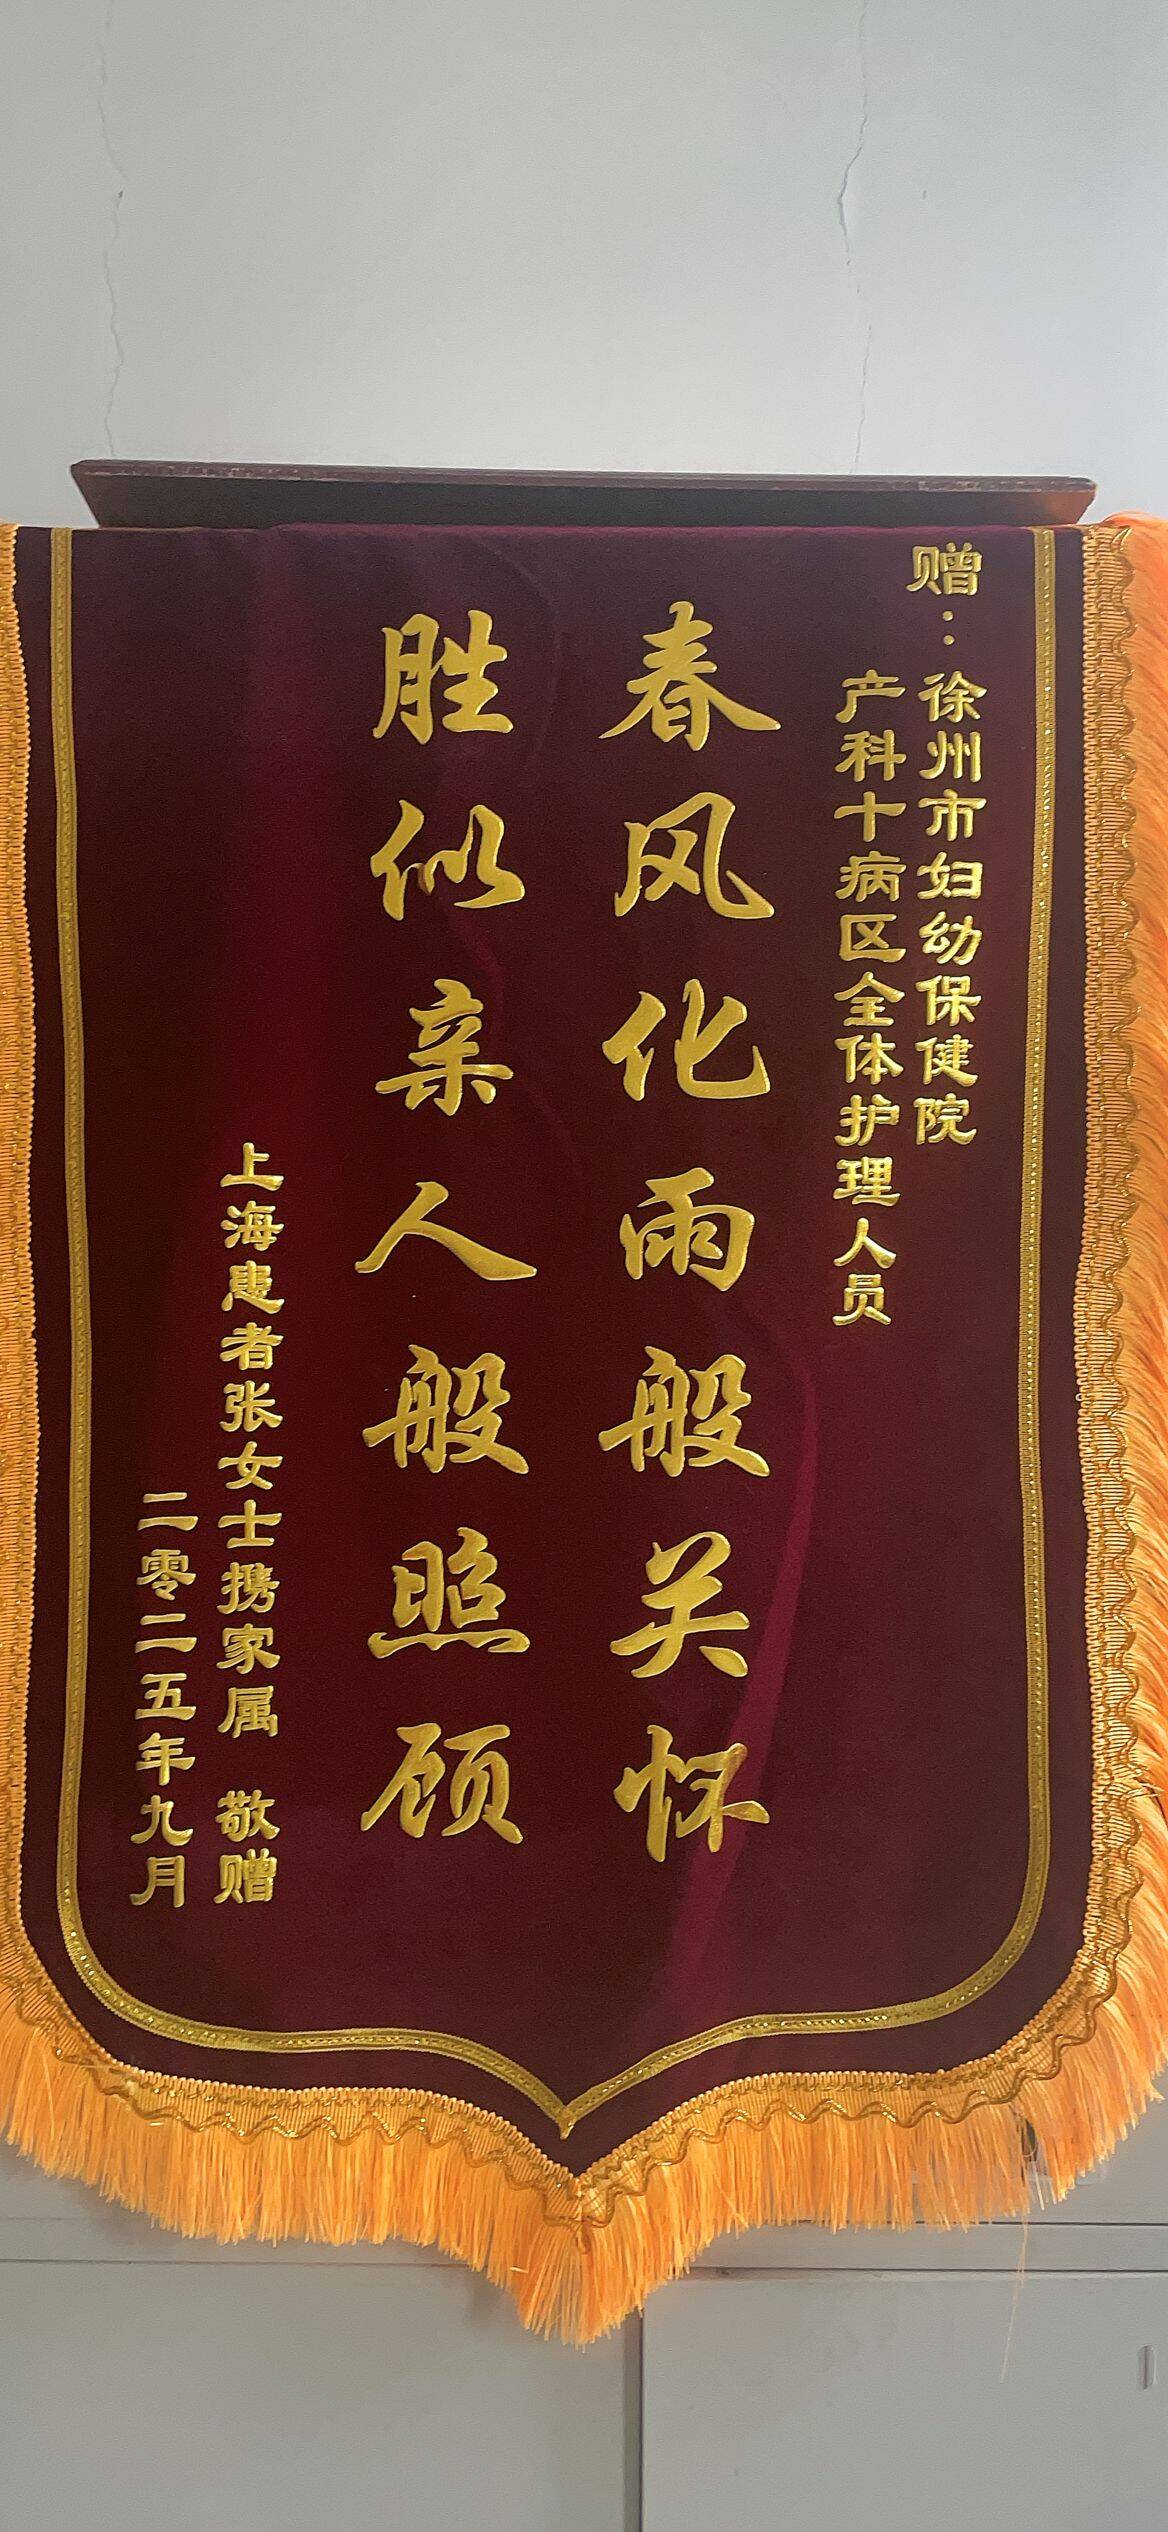 赠：徐州市妇幼保健院
产科十病区全体护理人员
春风化雨般关怀
胜似亲人般照顾
上海患者张女士携家属 敬赠
二零二五年九月